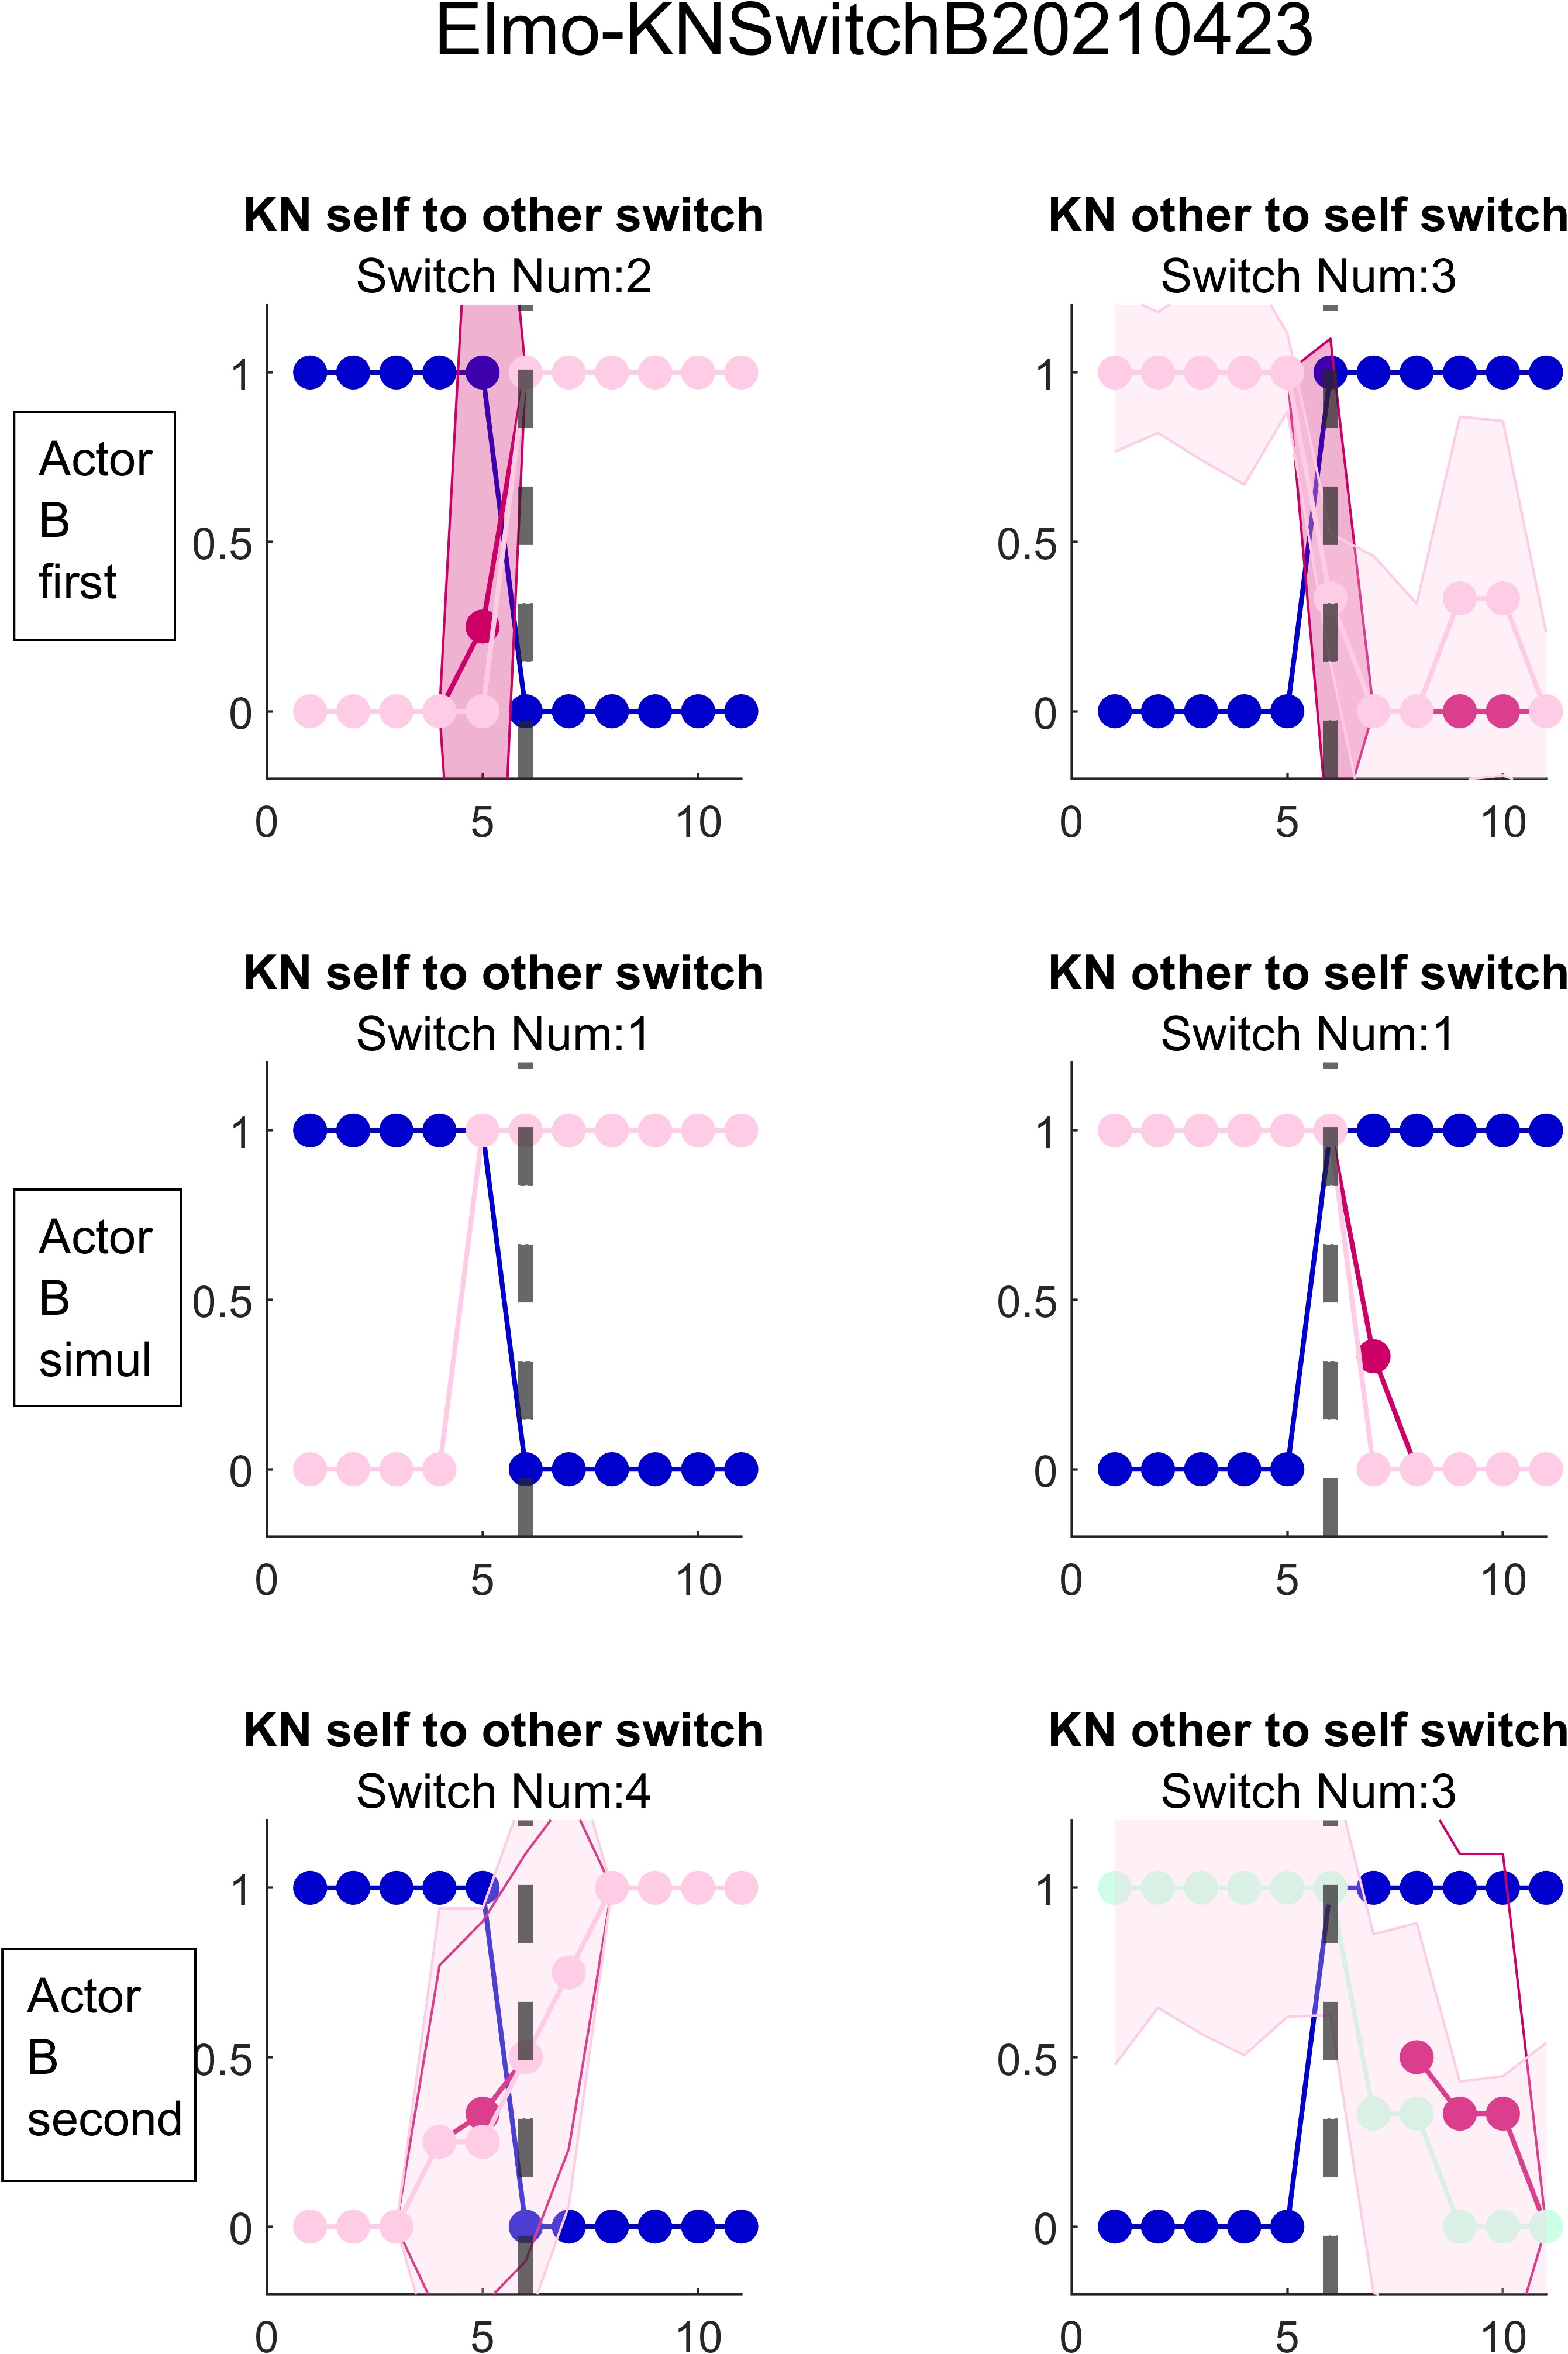 Elmo-KNSwitchB20210423
KN self to other switch
Switch Num:2
KN other to self switch
Switch Num:3
Actor
B
first
1
0.5
0
0
5
10
1
0.5
0
0
5
10
KN self to other switch
Switch Num:1
KN other to self switch
Switch Num:1
Actor
B
simul
1
0.5
0
0
5
10
1
0.5
0
0
5
10
KN self to other switch
Switch Num:4
KN other to self switch
Switch Num:3
Actor
B
second
1
0.5
0
0
5
10
1
0.5
0
0
5
10